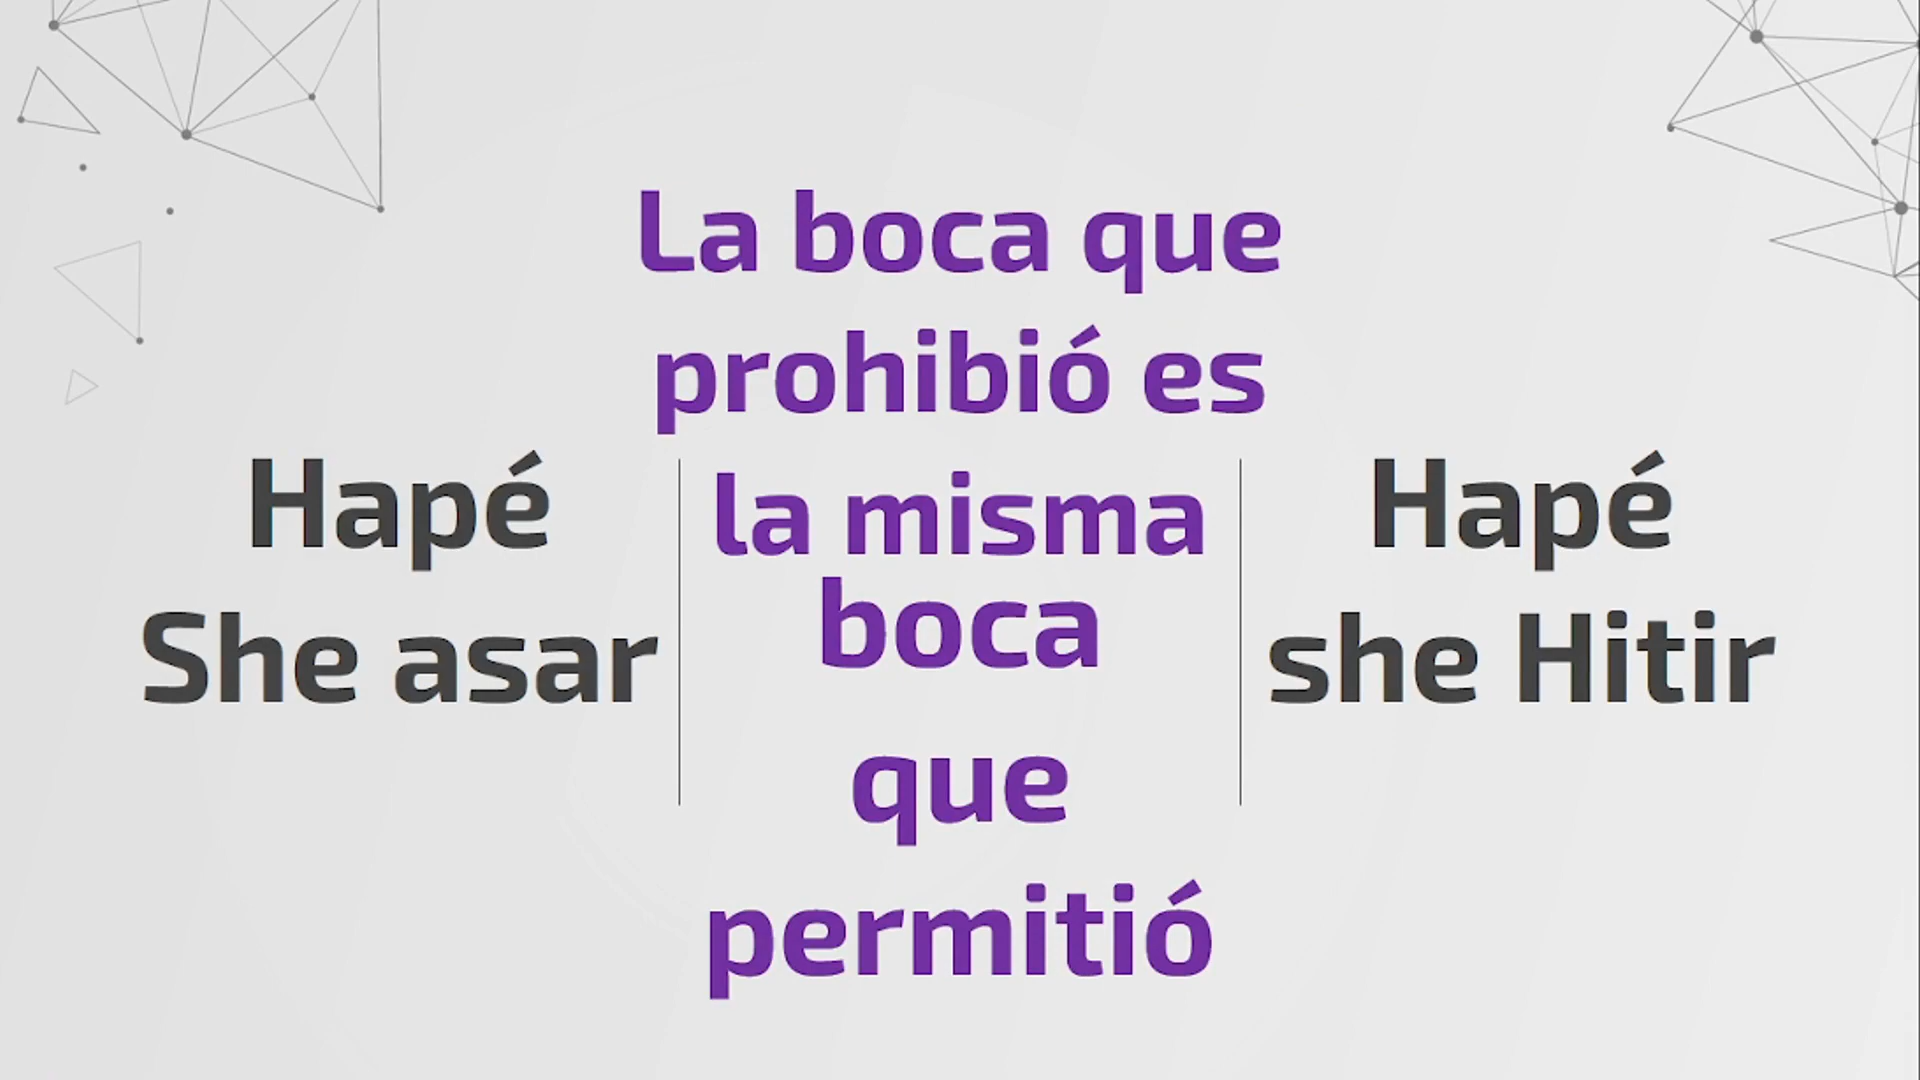 Hapé
She asar
La boca que
prohibió es
la misma
boca
que
permitió
Hapé
she Hitir